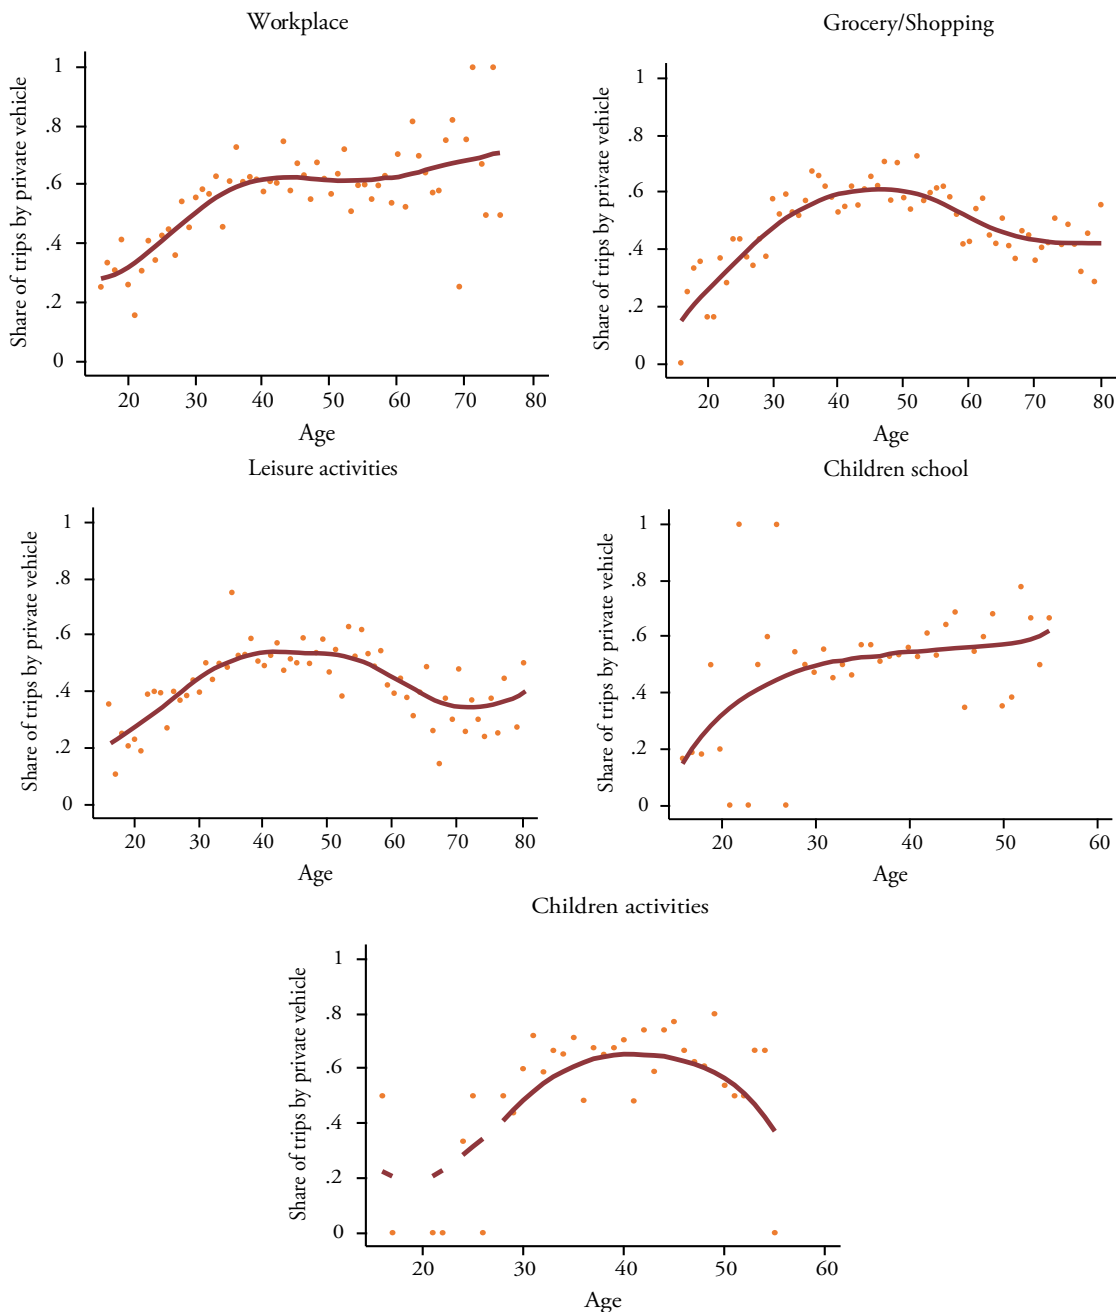 Workplace
Share of trips by private vehicle
1
.8
.6
.4
.2
0
20 30 40 50 60 70 80
Age
Grocery/Shopping
Share of trips by private vehicle
1
.8
.6
.4
.2
0
20 30 40 50 60 70 80
Age
Leisure activities
Share of trips by private vehicle
1
.8
.6
.4
.2
0
20 30 40 50 60 70 80
Age
Children school
Share of trips by private vehicle
1
.8
.6
.4
.2
0
20 30 40 50 60
Age
Children activities
Share of trips by private vehicle
1
.8
.6
.4
.2
0
20 30 40 50 60
Age